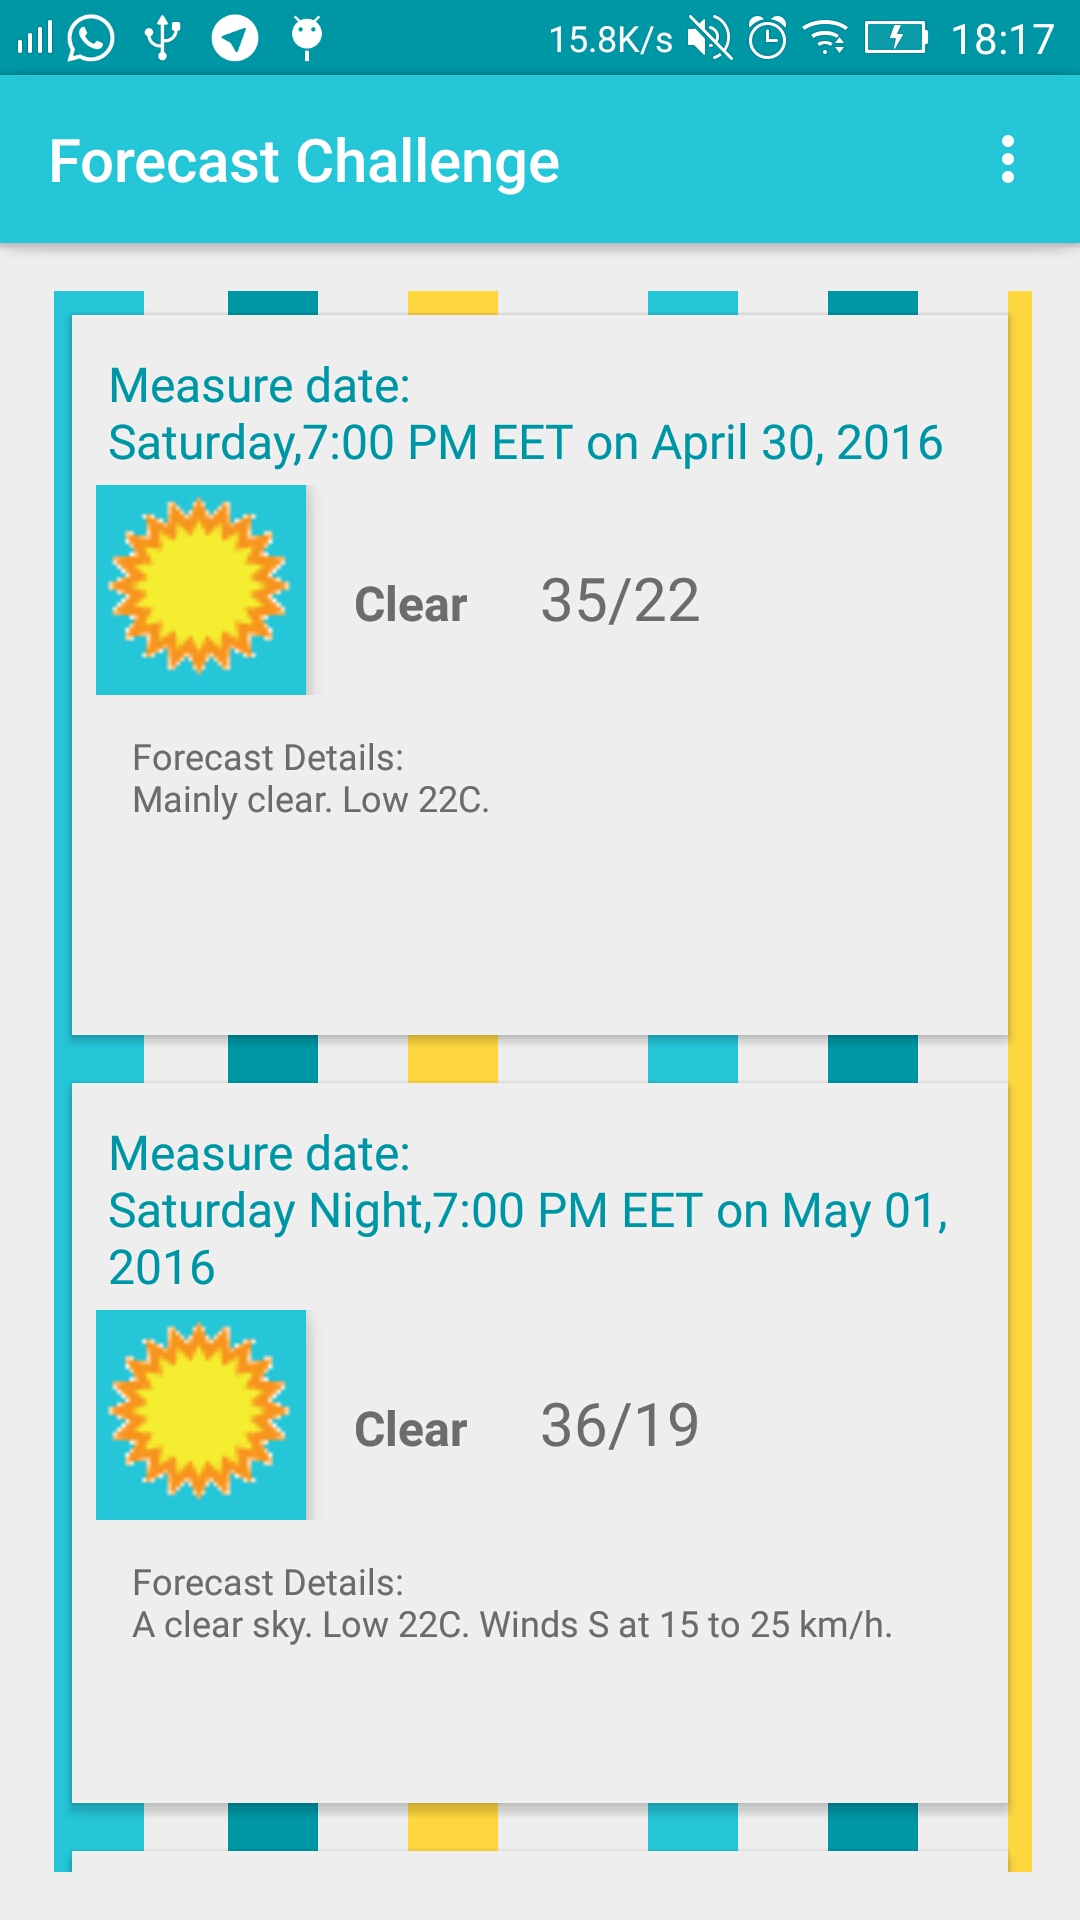 15.8K/s 18:17
Forecast Challenge
Measure date:
Saturday,7:00 PM EET on April 30, 2016
Clear 35/22
Forecast Details:
Mainly clear. Low 22C.
Measure date:
Saturday Night,7:00 PM EET on May 01,
2016
Clear 36/19
Forecast Details:
A clear sky. Low 22C. Winds S at 15 to 25 km/h.